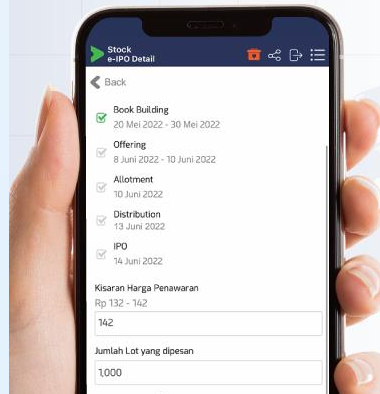 Stock
e-IPO Detail
Back
Book Building
20 Mei 2022 - 30 Mei 2022
Offering
8 Juni 2022 - 10 Juni 2022
Allotment
10 Juni 2022
Distribution
13 Juni 2022
IPO
14 Juni 2022
Kisaran Harga Penawaran
Rp 132 - 142
142
Jumlah Lot yang dipesan
1,000